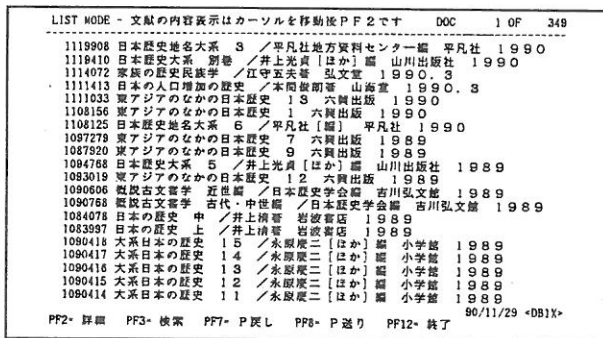 LIST MODE - 文献の内容表示はカーソルを移動後PF2です DOC 1 OF 349
1119908 日本歴史地名大系 3 /平凡社地方資料センター編 平凡社 1990
1119410 日本歴史大系 別巻 /井上光貞[ほか]編 山川出版社 1990
1114072 家族の歴史民族学 /江守五夫著 弘文堂 1990.3
1111413 日本の人口増加の歴史 /本間俊朗著 山海堂 1990.3
1111033 東アジアのなかの日本歴史 13 六興出版 1990
1108156 東アジアのなかの日本歴史 1 六興出版 1990
1108125 日本歴史地名大系 6 /平凡社[編] 平凡社 1990
1097279 東アジアのなかの日本歴史 7 六興出版 1989
1087920 東アジアのなかの日本歴史 9 六興出版 1989
1094768 日本歴史大系 5 /井上光貞[ほか]編 山川出版社 1989
1093019 東アジアのなかの日本歴史 12 六興出版 1989
1090606 概説古文書学 近世編 /日本歴史学会編 吉川弘文館 1989
1090768 概説古文書学 古代・中世編 /日本歴史学会編 吉川弘文館 1989
1084078 日本の歴史 中 /井上清著 岩波書店 1989
1083997 日本の歴史 上 /井上清著 岩波書店 1989
1090418 大系日本の歴史 15 /永原慶二[ほか]編 小学館 1989
1090417 大系日本の歴史 14 /永原慶二[ほか]編 小学館 1989
1090416 大系日本の歴史 13 /永原慶二[ほか]編 小学館 1989
1090415 大系日本の歴史 12 /永原慶二[ほか]編 小学館 1989
1090414 大系日本の歴史 11 /永原慶二[ほか]編 小学館 1989
90/11/29 <DB1X>
PF2= 詳細 PF3= 検索 PF7= P戻し PF8= P送り PF12= 終了